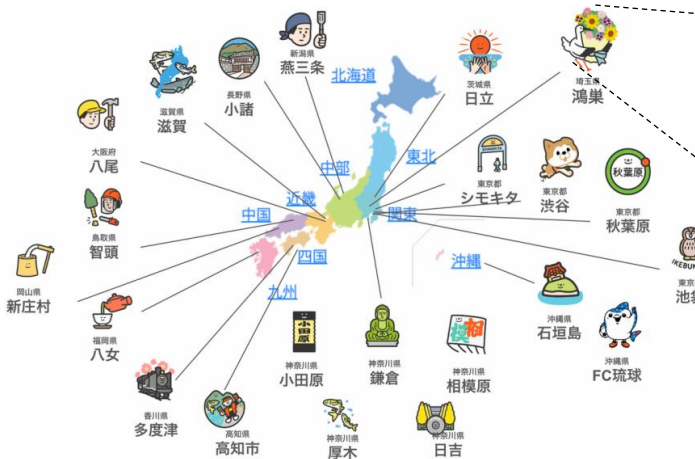 新潟県
燕三条
北海道
茨城県
日立
埼玉県
鴻巣
長野県
小諸
滋賀県
滋賀
大阪府
八尾
中部
東北
東京都
シモキタ
東京都
渋谷
秋葉原
東京都
秋葉原
近畿
中国
関東
鳥取県
智頭
四国
沖縄
IKEBU
東京
池袋
岡山県
新庄村
九州
福岡県
八女
小田原
神奈川県
小田原
神奈川県
鎌倉
相模
神奈川県
相模原
沖縄県
石垣島
沖縄県
FC琉球
香川県
多度津
高知県
高知市
神奈川県
厚木
神奈川県
日吉